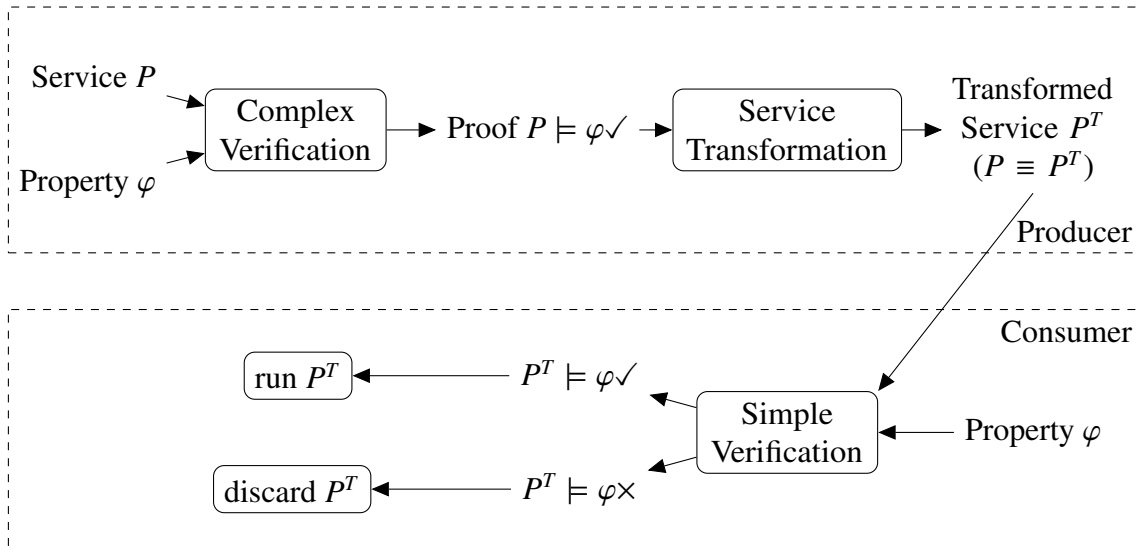 Service P
Property φ
Complex
Verification
Proof P ⊨ φ✓
Service
Transformation
Transformed
Service P^T
(P ≡ P^T)
Producer
Consumer
run P^T
P^T ⊨ φ✓
Simple
Verification
Property φ
discard P^T
P^T ⊨ φ×